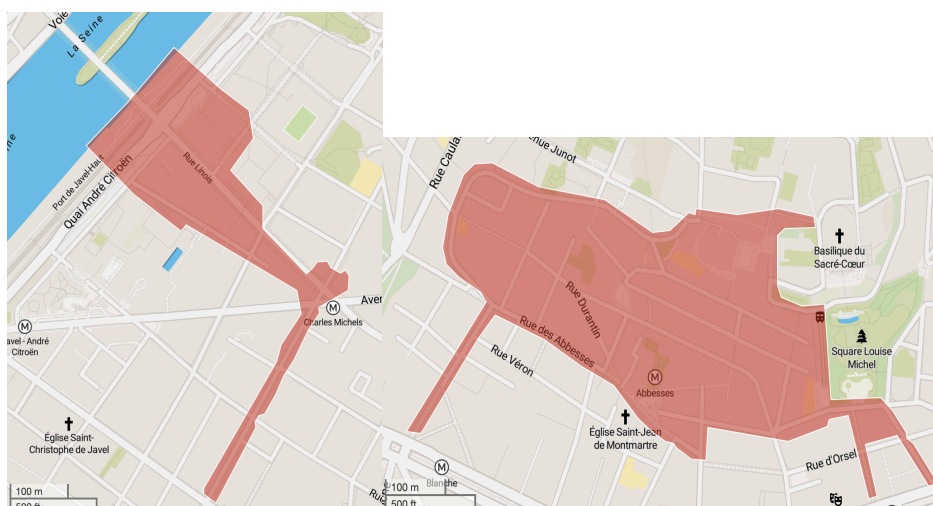 Voie
La Seine
Port de Javel-Haut
Quai André Citroën
Rue Linois
Aver
M
Charles Michels
M
avel - André
Citroën
Église Saint-
Christophe de Javel
100 m
500 ft
enue Junot
Rue Caula
Basilique du
Sacré-Cœur
Rue Durantin
Rue des Abbesses
Rue Véron
Square Louise
Michel
M
Abbesses
Église Saint-Jean
de Montmartre
Rue d'Orsel
M
Blanche
100 m
500 ft